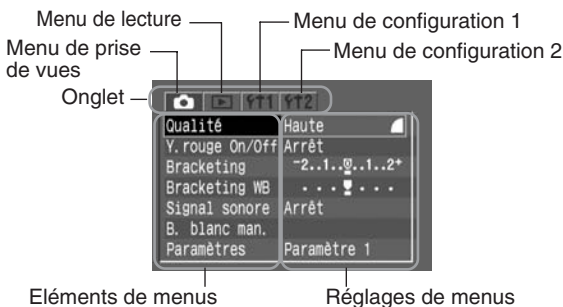 Menu de lecture
Menu de configuration 1
Menu de prise
de vues
Menu de configuration 2
Onglet
Qualité Haute
Y.rouge On/Off Arrêt
Bracketing -2..1..0..1..2+
Bracketing WB
Signal sonore Arrêt
B. blanc man.
Paramètres Paramètre 1
Eléments de menus
Réglages de menus